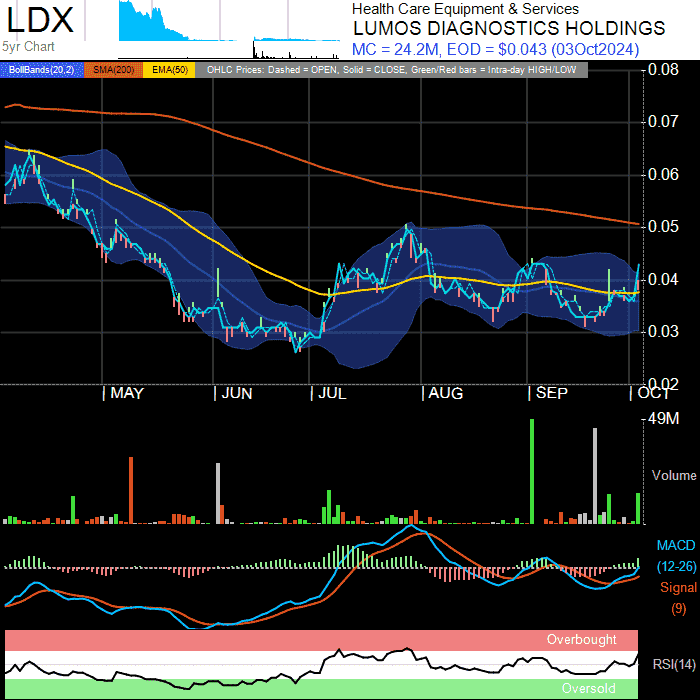 LDX
5yr Chart
Health Care Equipment & Services
LUMOS DIAGNOSTICS HOLDINGS
MC = 24.2M, EOD = $0.043 (03Oct2024)
BollBands(20,2) SMA(200) EMA(50) OHLC Prices: Dashed = OPEN, Solid = CLOSE, Green/Red bars = Intra-day HIGH/LOW
0.08
0.07
0.06
0.05
0.04
0.03
0.02
MAY JUN JUL AUG SEP OCT
49M
Volume
MACD
(12-26)
Signal
(9)
Overbought
RSI(14)
Oversold